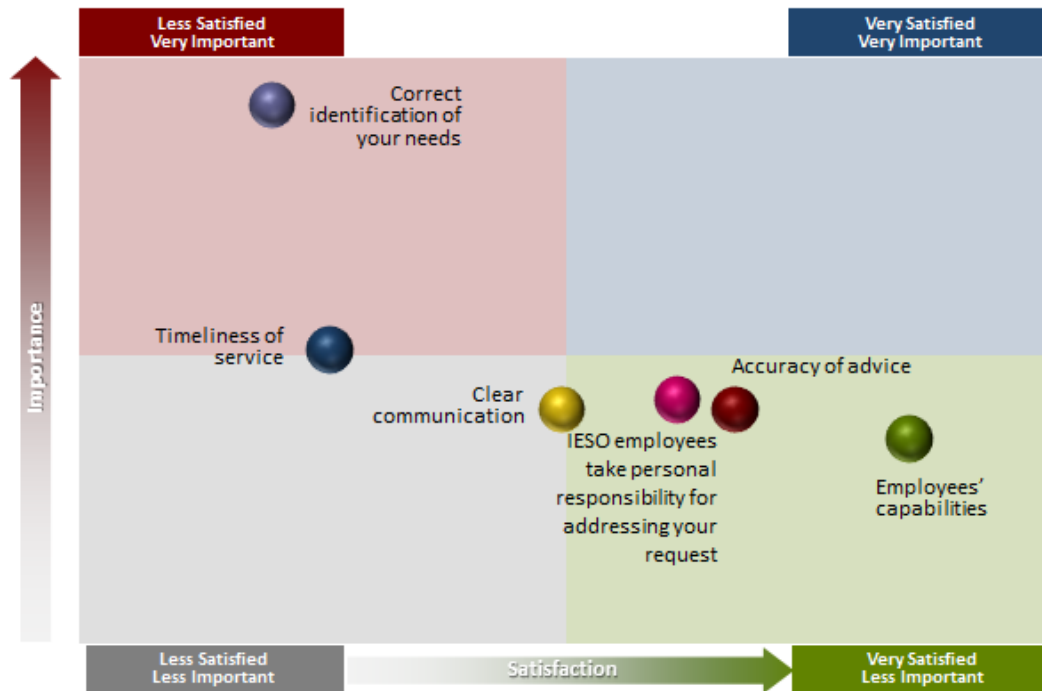 Less Satisfied
Very Important
Very Satisfied
Very Important
Correct
identification of
your needs
Importance
Timeliness of
service
Clear
communication
Accuracy of advice
IESO employees
take personal
responsibility for
addressing your
request
Employees’
capabilities
Less Satisfied
Less Important
Satisfaction
Very Satisfied
Less Important